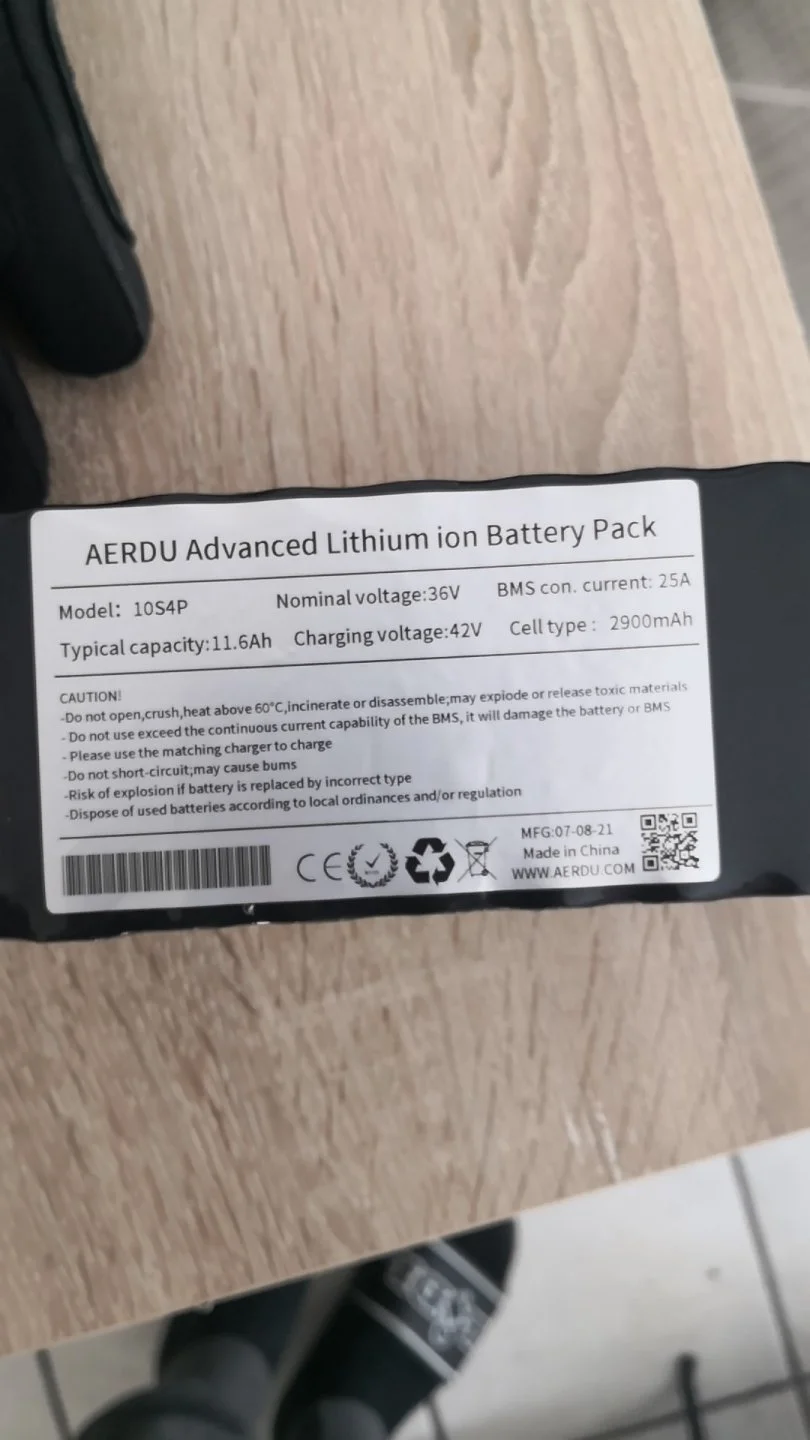 AERDU Advanced Lithium ion Battery Pack
Model: 10S4P Nominal voltage:36V BMS con. current: 25A
Typical capacity:11.6Ah Charging voltage:42V Cell type : 2900mAh
CAUTION!
-Do not open,crush,heat above 60°C,incinerate or disassemble;may expiode or release toxic materials
- Do not use exceed the continuous current capability of the BMS, it will damage the battery or BMS
- Please use the matching charger to charge
-Do not short-circuit;may cause bums
-Risk of explosion if battery is replaced by incorrect type
-Dispose of used batteries according to local ordinances and/or regulation
CE
MFG:07-08-21
Made in China
WWW.AERDU.COM